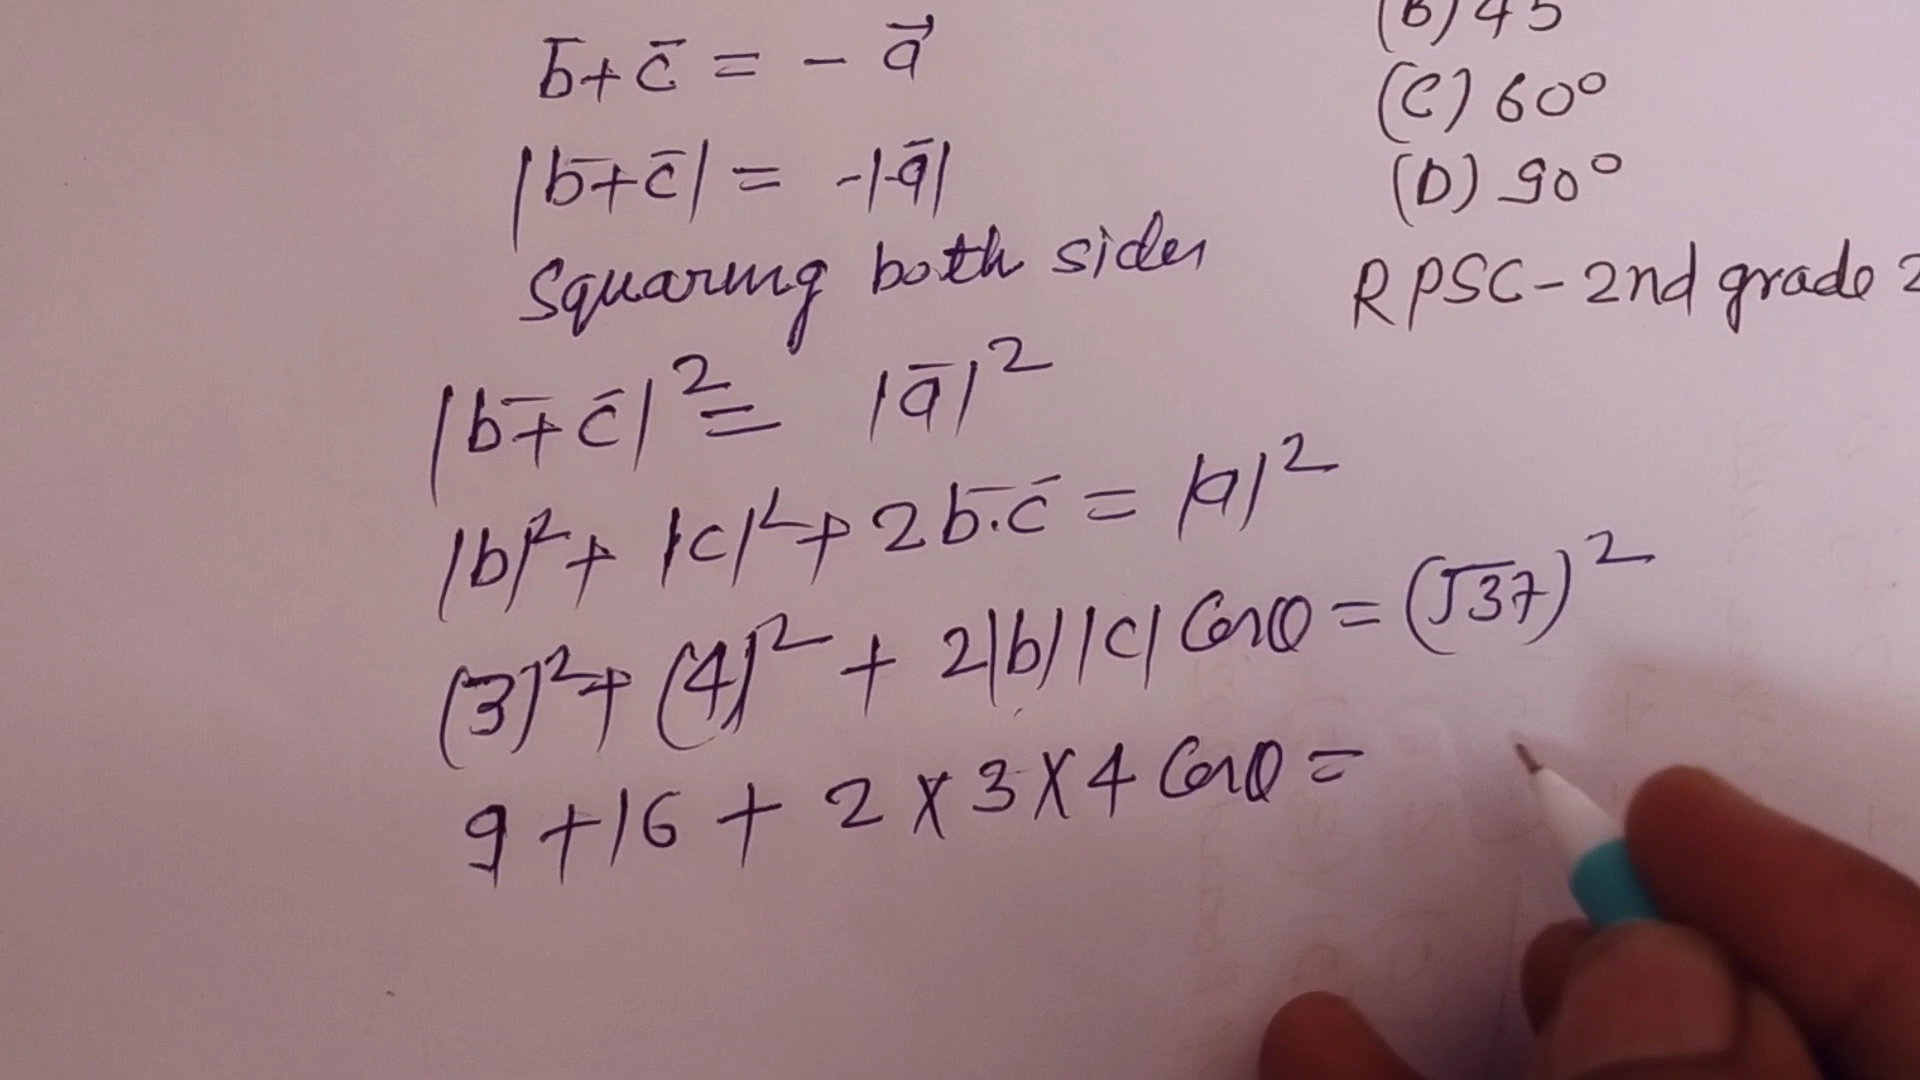 b̄+c̄ = - a⃗
|b̄+c̄| = -|-ā|
Squaring both sides
|b̄+c̄|² = |ā|²
|b|²+ |c|²+ 2b̄.c̄ = |a|²
(3)²+ (4)² + 2|b||c| Cosθ = (√37)²
9 +16 + 2 × 3 × 4 Cosθ =
(B) 45
(C) 60°
(D) 90°
RPSC-2nd grade 2